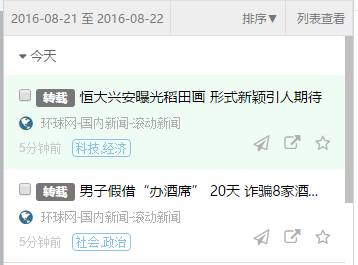 2016-08-21 至 2016-08-22 排序▼ 列表查看
今天
转载 恒大兴安曝光稻田画 形式新颖引人期待
环球网-国内新闻-滚动新闻
5分钟前 科技,经济
转载 男子假借“办酒席” 20天 诈骗8家酒...
环球网-国内新闻-滚动新闻
5分钟前 社会,政治